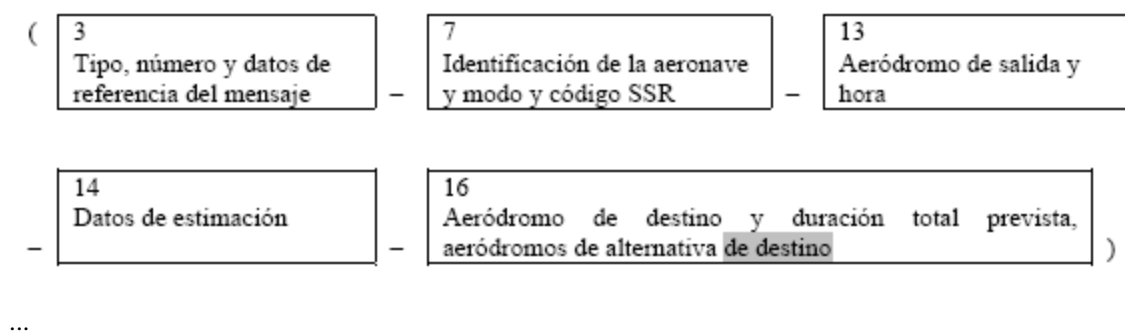 ( 3 7 13
Tipo, número y datos de Identificación de la aeronave Aeródromo de salida y
referencia del mensaje – y modo y código SSR – hora
14 16
Datos de estimación Aeródromo de destino y duración total prevista,
– – aeródromos de alternativa de destino )
...